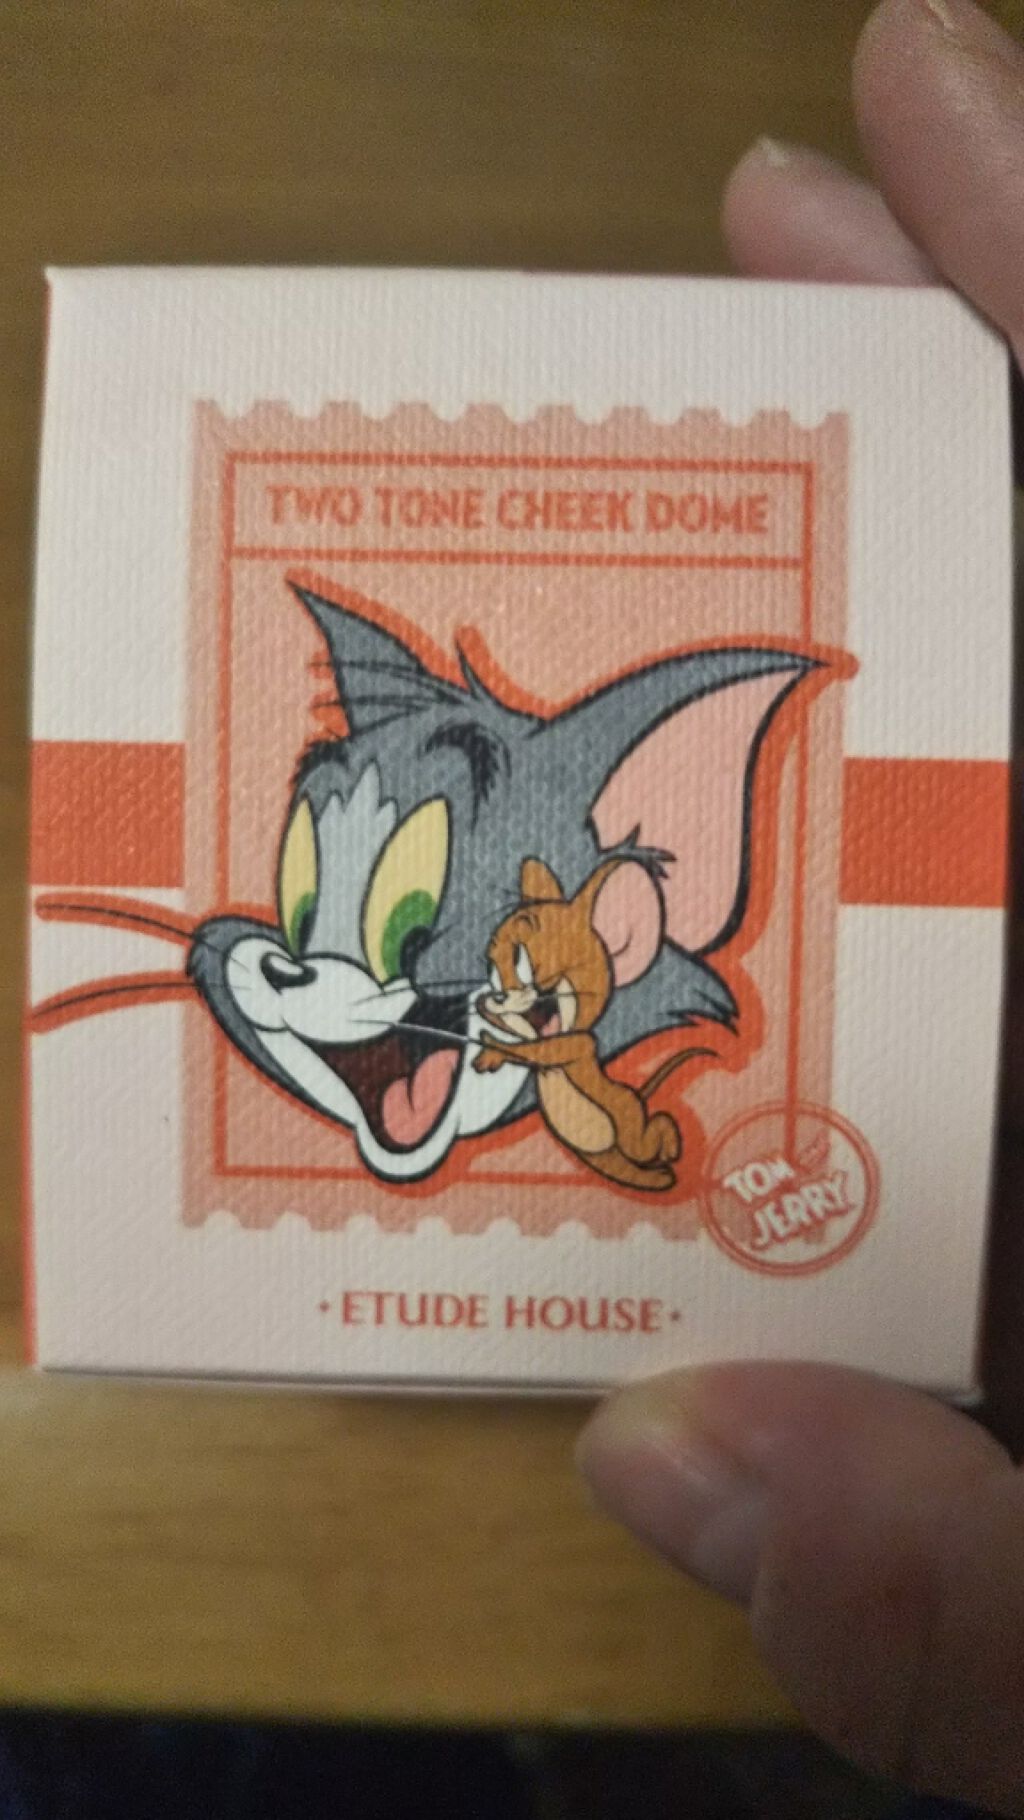 TWO TONE CHEEK DOME
TOM
JERRY
·ETUDE HOUSE·